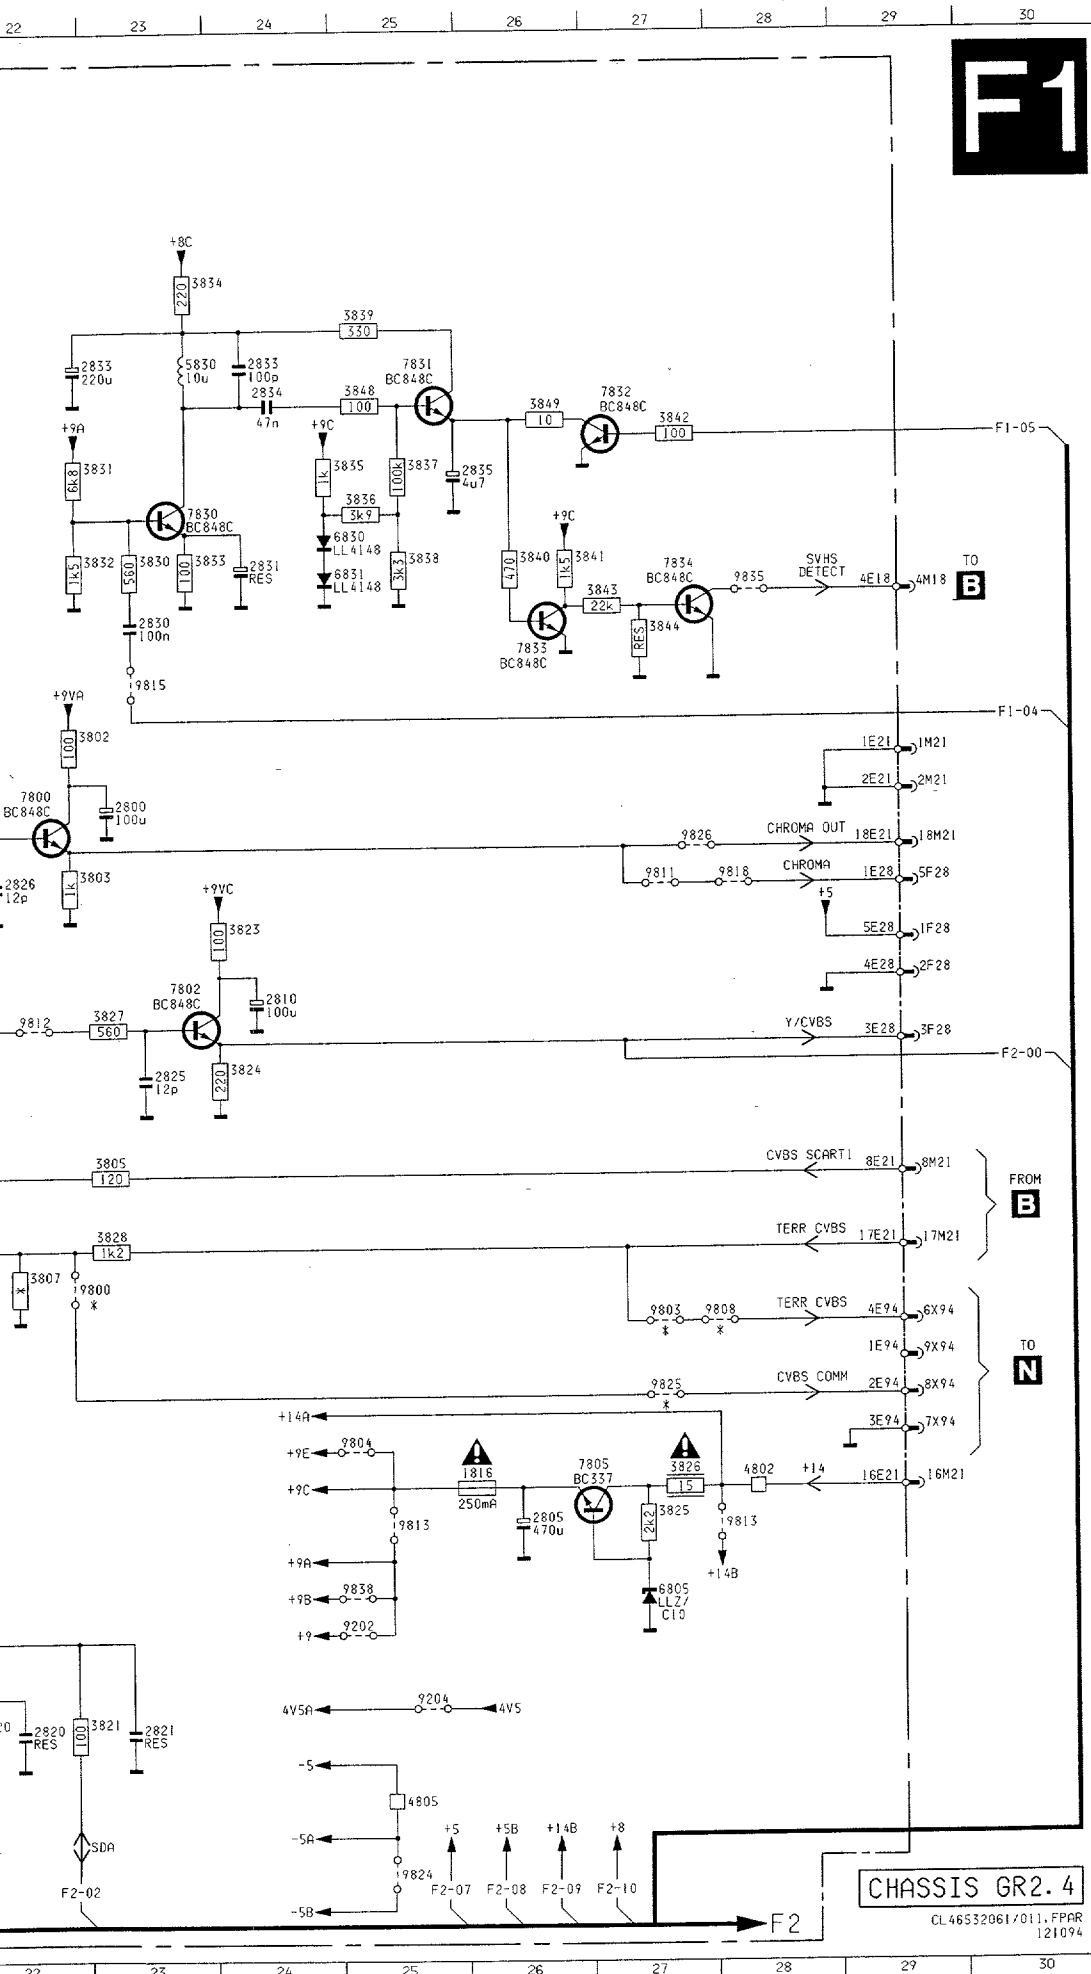 22 23 24 25 26 27 28 29 30
F1
+8C
220 3834
3839
330
2833
220u
5830
10u
2833
100p
2834
47n
3848
100
7831
BC848C
3849
10
7832
BC848C
3842
100
F1-05
+9A
6k8 3831
+9C
1k 3835
100k 3837
2835
4u7
3836
3k9
7830
BC848C
1k5 3832
560 3830
100 3833
2831
RES
6830
LL4148
6831
LL4148
3k3 3838
+9C
470 3840
1k5 3841
3843
22k
7834
BC848C
9835
SVHS
DETECT
4E18 4M18
TO
B
2830
100n
7833
BC848C
RES 3844
9815
F1-04
+9VA
100 3802
7800
BC848C
2800
100u
1E21 1M21
2E21 2M21
9826
CHROMA OUT
18E21 18M21
2826
12p
1k 3803
9811 9818
CHROMA
1E28 5F28
+5
5E28 1F28
4E28 2F28
+9VC
100 3823
7802
BC848C
2810
100u
9812
3827
560
Y/CVBS
3E28 3F28
F2-00
2825
12p
220 3824
3805
120
CVBS SCART1
8E21 8M21
FROM
B
3828
1k2
TERR CVBS
17E21 17M21
* 3807
9800
*
9803 9808
* *
TERR CVBS
4E94 6X94
1E94 9X94
TO
N
9825
*
CVBS COMM
2E94 8X94
3E94 7X94
+14A
+9E 9804
+9C
1816
250mA
7805
BC337
3826
15
4802
+14
16E21 16M21
9813
2805
470u
2k2 3825
9813
+14B
+9A
+9B 9838
6805
LLZ/
C10
+9 9202
4V5A 9204 4V5
2820
RES
100 3821
2821
RES
-5
4805
-5A
9824
-5B
SDA
F2-02
+5 +5B +14B +8
F2-07 F2-08 F2-09 F2-10
F2
CHASSIS GR2.4
CL46532061/011.FPAR
121094
22 23 24 25 26 27 28 29 30